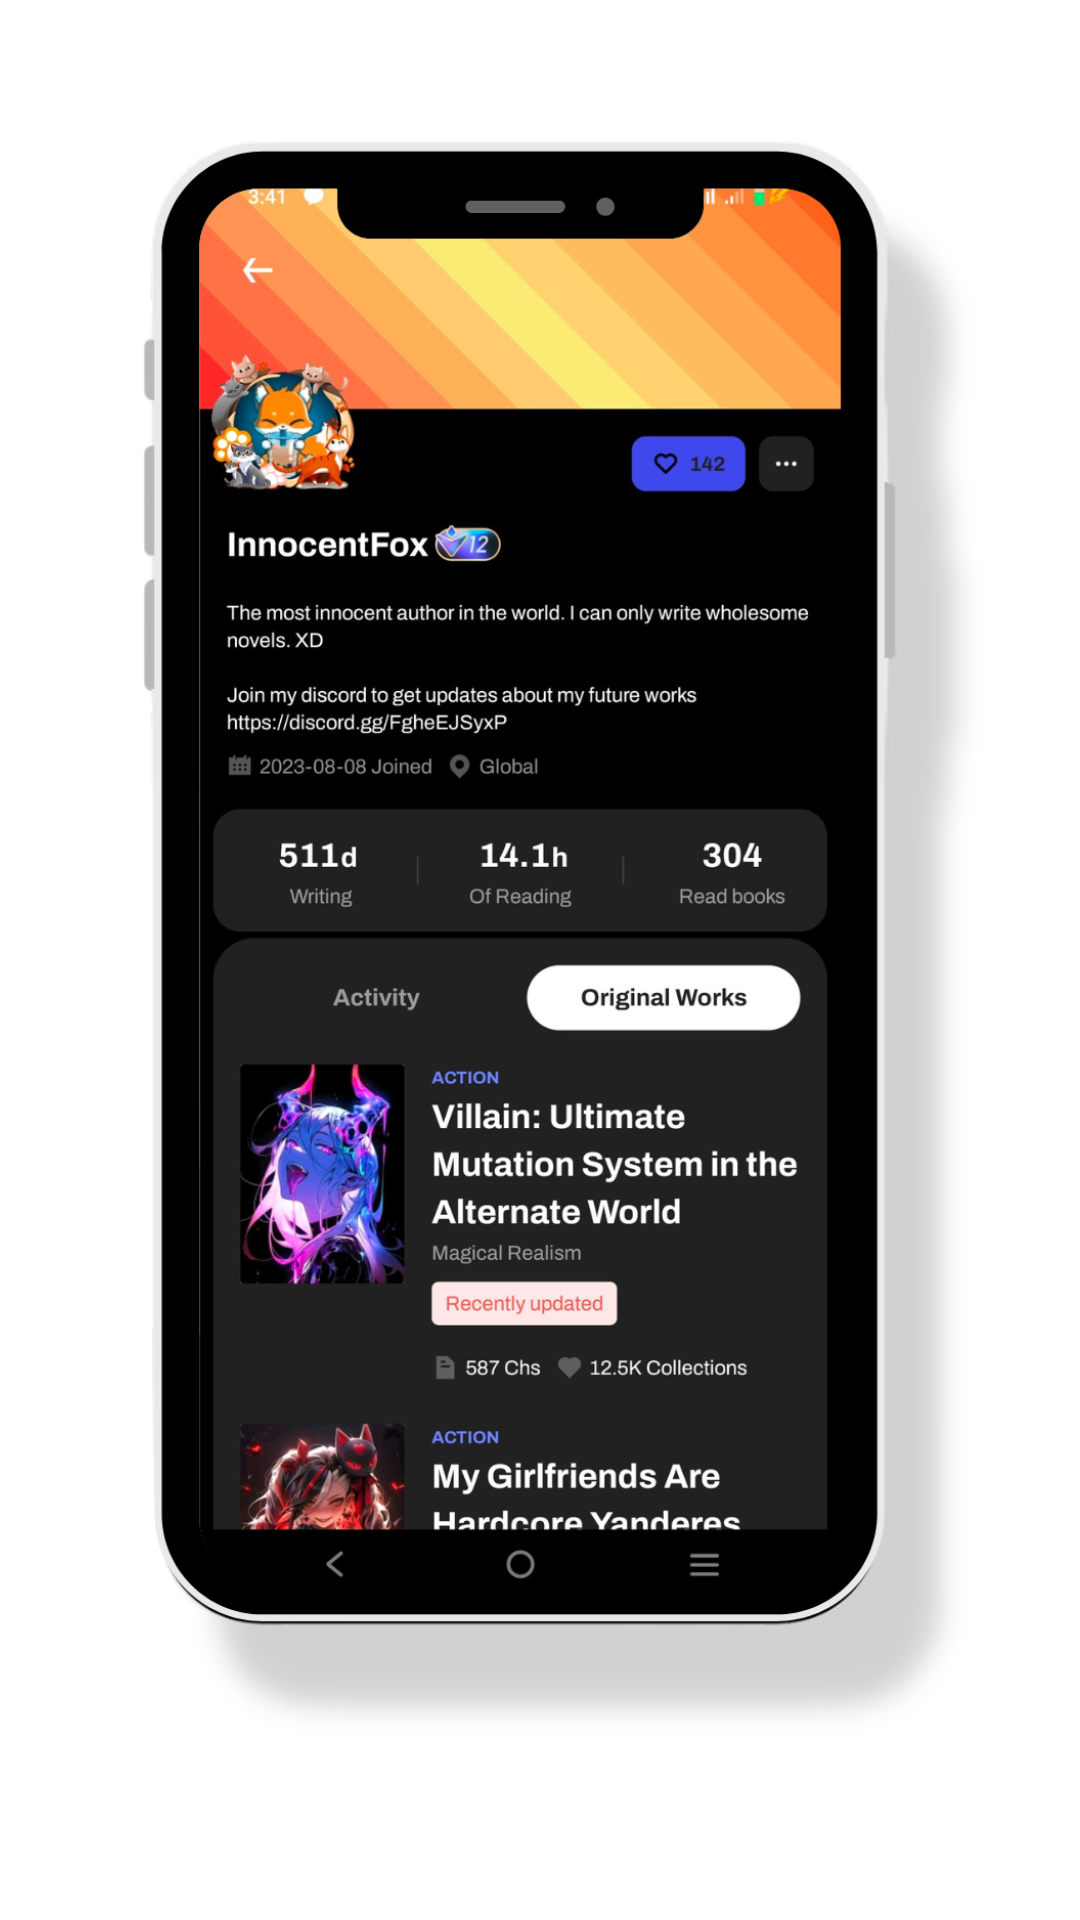 3:41
142
InnocentFox 12
The most innocent author in the world. I can only write wholesome
novels. XD
Join my discord to get updates about my future works
https://discord.gg/FgheEJSyxP
2023-08-08 Joined Global
511d 14.1h 304
Writing Of Reading Read books
Activity Original Works
ACTION
Villain: Ultimate
Mutation System in the
Alternate World
Magical Realism
Recently updated
587 Chs 12.5K Collections
ACTION
My Girlfriends Are
Hardcore Yanderes